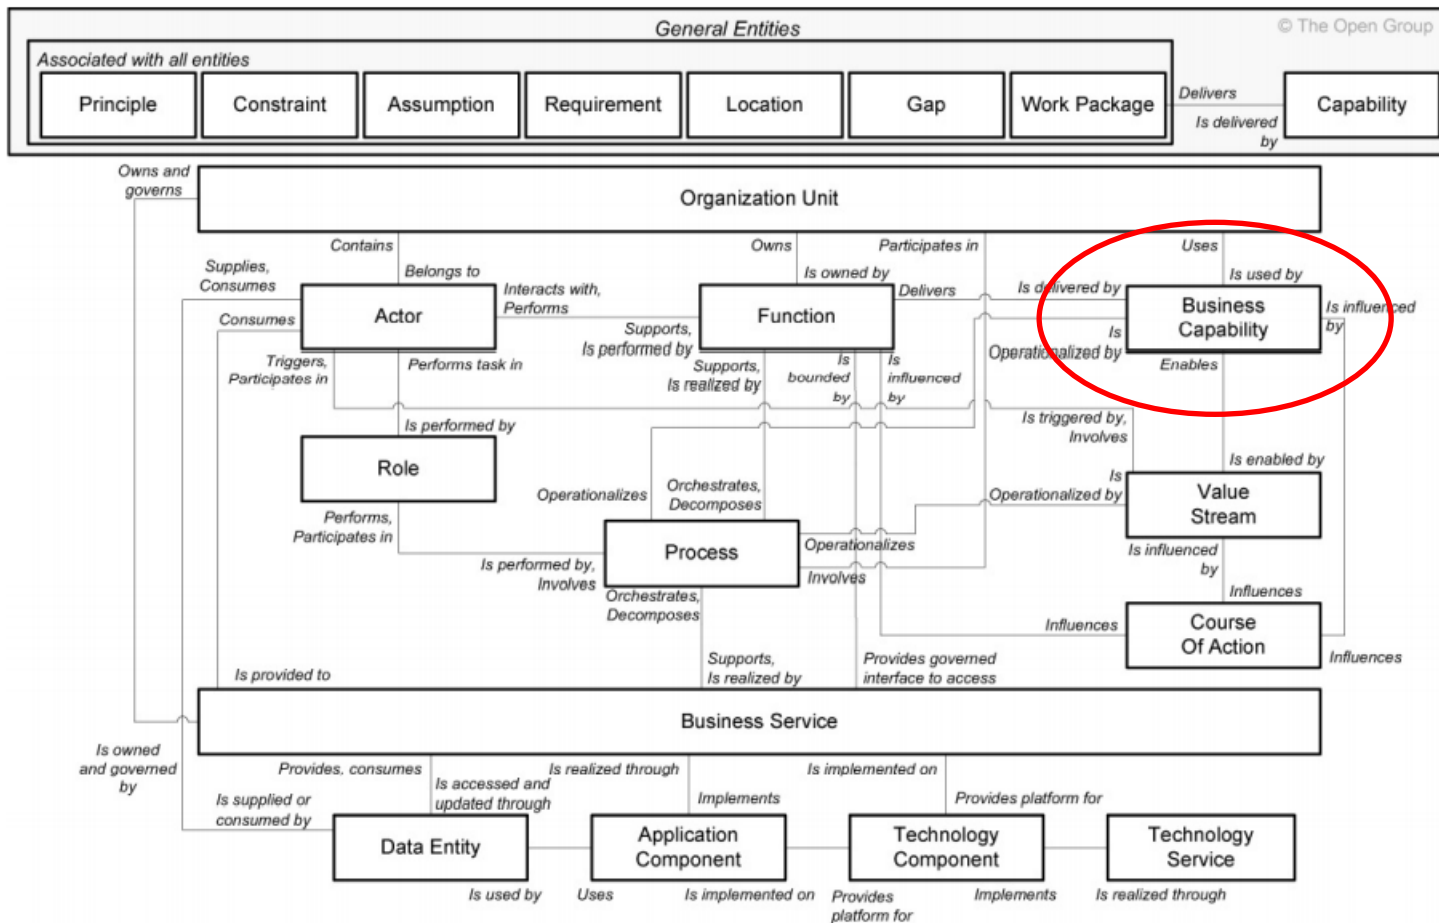 General Entities
© The Open Group
Associated with all entities
Principle
Constraint
Assumption
Requirement
Location
Gap
Work Package
Delivers
Is delivered
by
Capability
Owns and
governs
Organization Unit
Contains
Owns
Participates in
Uses
Supplies,
Consumes
Belongs to
Is owned by
Is used by
Interacts with,
Performs
Delivers
Is delivered by
Consumes
Actor
Function
Business
Capability
Is influenced
by
Supports,
Is performed by
Is
Operationalized by
Triggers,
Participates in
Performs task in
Supports,
Is realized by
Is
bounded
by
Is
influenced
by
Enables
Is performed by
Is triggered by,
Involves
Role
Is enabled by
Operationalizes
Orchestrates,
Decomposes
Is
Operationalized by
Value
Stream
Performs,
Participates in
Process
Operationalizes
Is performed by,
Involves
Involves
Is influenced
by
Orchestrates,
Decomposes
Influences
Influences
Course
Of Action
Influences
Is provided to
Supports,
Is realized by
Provides governed
interface to access
Business Service
Is owned
and governed
by
Provides, consumes
Is realized through
Is implemented on
Is accessed and
updated through
Implements
Provides platform for
Is supplied or
consumed by
Data Entity
Application
Component
Technology
Component
Technology
Service
Is used by
Uses
Is implemented on
Provides
platform for
Implements
Is realized through